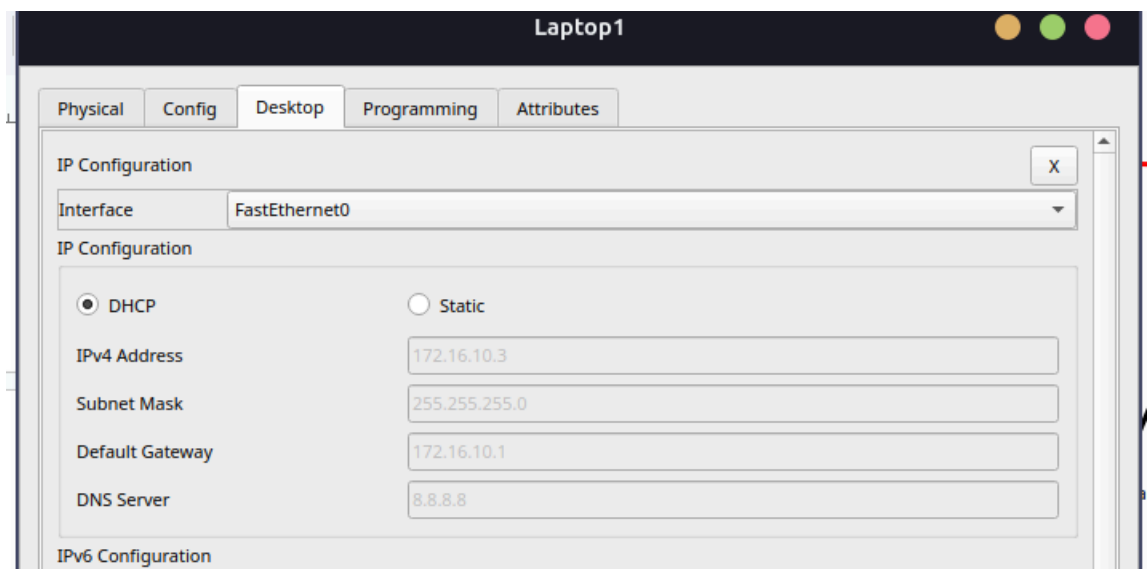 Laptop1
Physical Config Desktop Programming Attributes
IP Configuration X
Interface FastEthernet0
IP Configuration
DHCP Static
IPv4 Address 172.16.10.3
Subnet Mask 255.255.255.0
Default Gateway 172.16.10.1
DNS Server 8.8.8.8
IPv6 Configuration